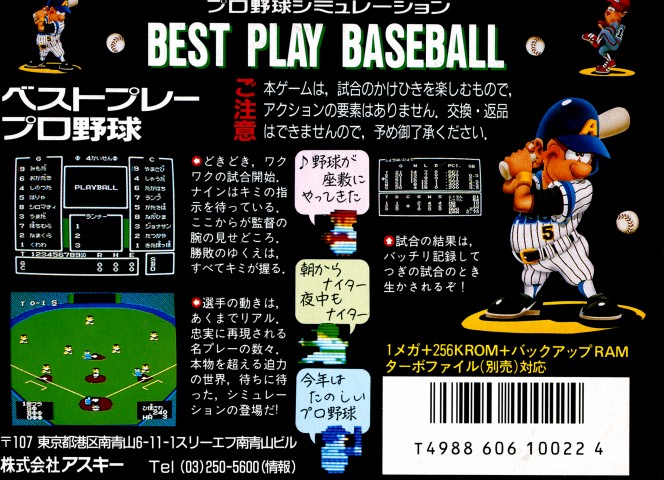 プロ野球シミュレーション
BEST PLAY BASEBALL
ベストプレー
プロ野球
ご注意
本ゲームは，試合のかけひきを楽しむもので，
アクションの要素はありません．交換・返品
はできませんので，予め御了承ください．
どきどき，ワク
ワクの試合開始．
ナインはキミの指
示を待っている．
ここからが監督の
腕の見せどころ．
勝敗のゆくえは，
すべてキミが握る．
選手の動きは，
あくまでリアル．
忠実に再現される
名プレーの数々．
本物を超える迫力
の世界，待ちに待
った，シミュレー
ションの登場だ！
♪野球が
座敷に
やってきた
朝から
ナイター
夜中も
ナイター
今年は
たのしい
プロ野球
試合の結果は，
バッチリ記録して
つぎの試合のとき
生かされるぞ！
PLAYBALL
ランナー
1
2
3
T 1234567891
R H E
A
5
1メガ+256KROM+バックアップRAM
ターボファイル(別売)対応
T4988 606 10022 4
〒107 東京都港区南青山6-11-1スリーエフ南青山ビル
株式会社アスキー Tel (03)250-5600(情報)